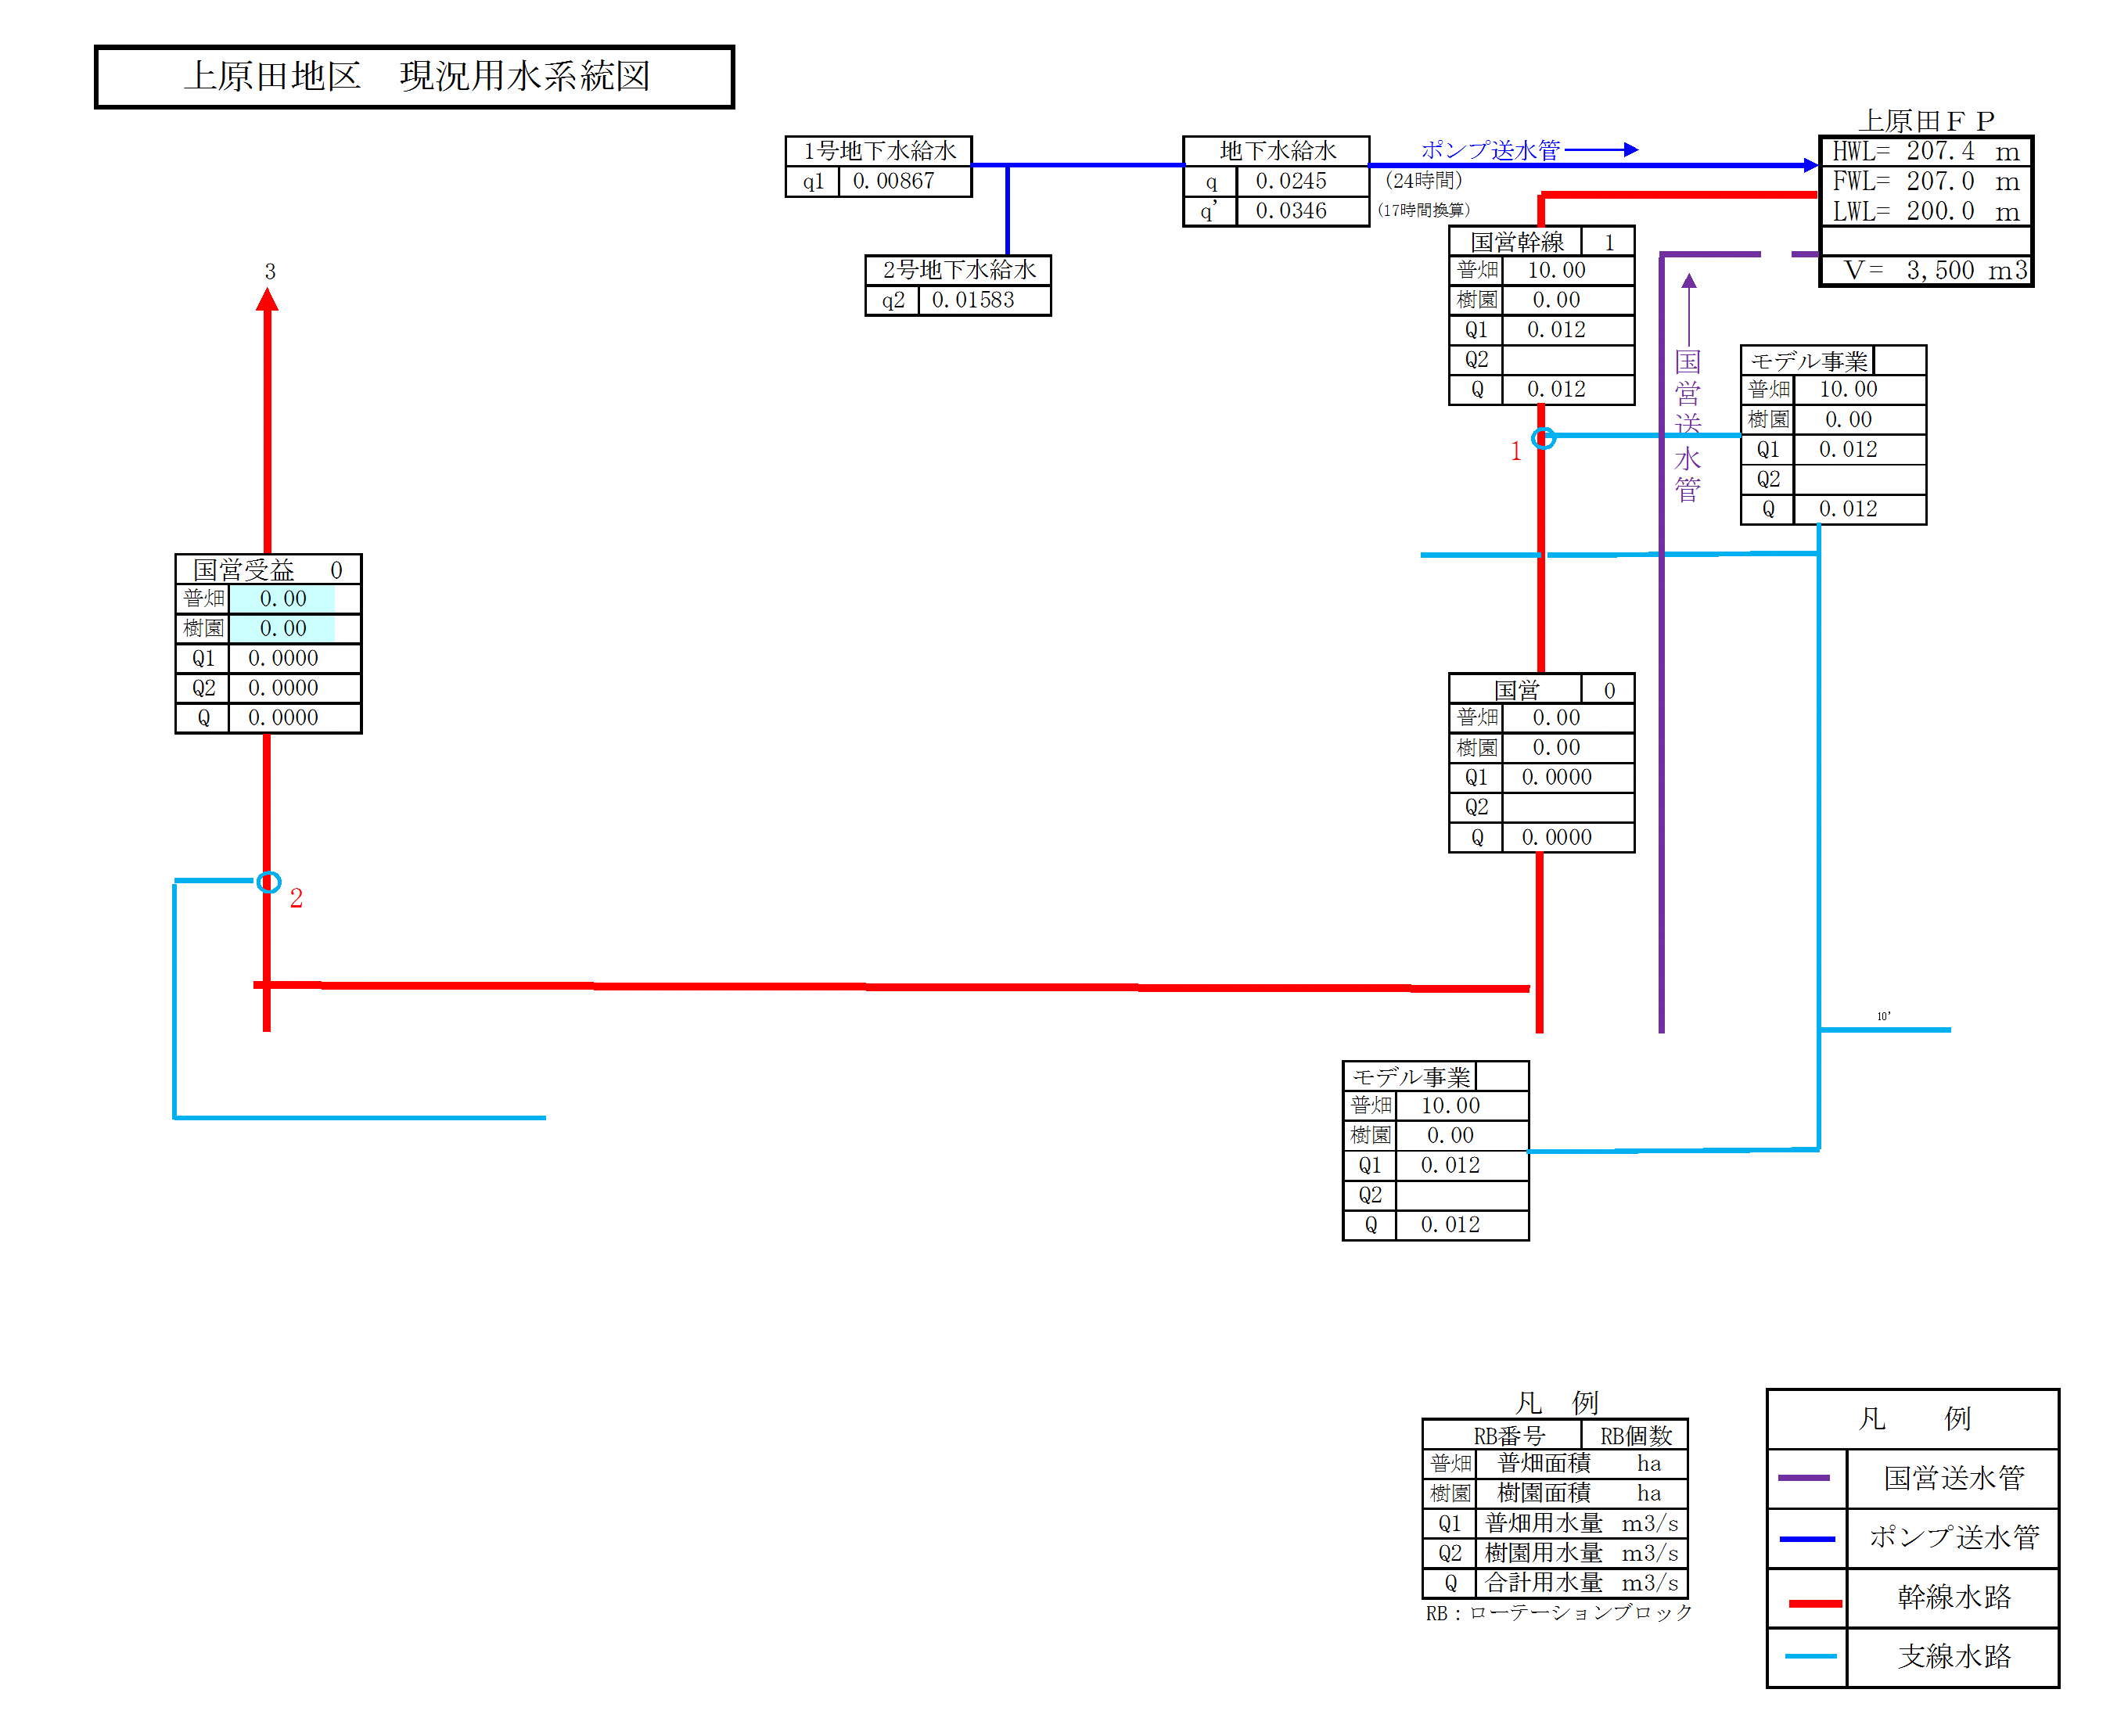 上原田地区　現況用水系統図
上原田ＦＰ
HWL= 207.4 m
FWL= 207.0 m
LWL= 200.0 m
V= 3,500 m3
1号地下水給水
q1 0.00867
2号地下水給水
q2 0.01583
地下水給水
q 0.0245
q' 0.0346
(24時間)
(17時間換算)
ポンプ送水管
国営幹線 1
普畑 10.00
樹園 0.00
Q1 0.012
Q2
Q 0.012
国営送水管
モデル事業
普畑 10.00
樹園 0.00
Q1 0.012
Q2
Q 0.012
1
3
国営受益 0
普畑 0.00
樹園 0.00
Q1 0.0000
Q2 0.0000
Q 0.0000
国営 0
普畑 0.00
樹園 0.00
Q1 0.0000
Q2
Q 0.0000
2
10'
モデル事業
普畑 10.00
樹園 0.00
Q1 0.012
Q2
Q 0.012
凡　例
RB番号 RB個数
普畑 普畑面積 ha
樹園 樹園面積 ha
Q1 普畑用水量 m3/s
Q2 樹園用水量 m3/s
Q 合計用水量 m3/s
RB：ローテーションブロック
凡　例
国営送水管
ポンプ送水管
幹線水路
支線水路